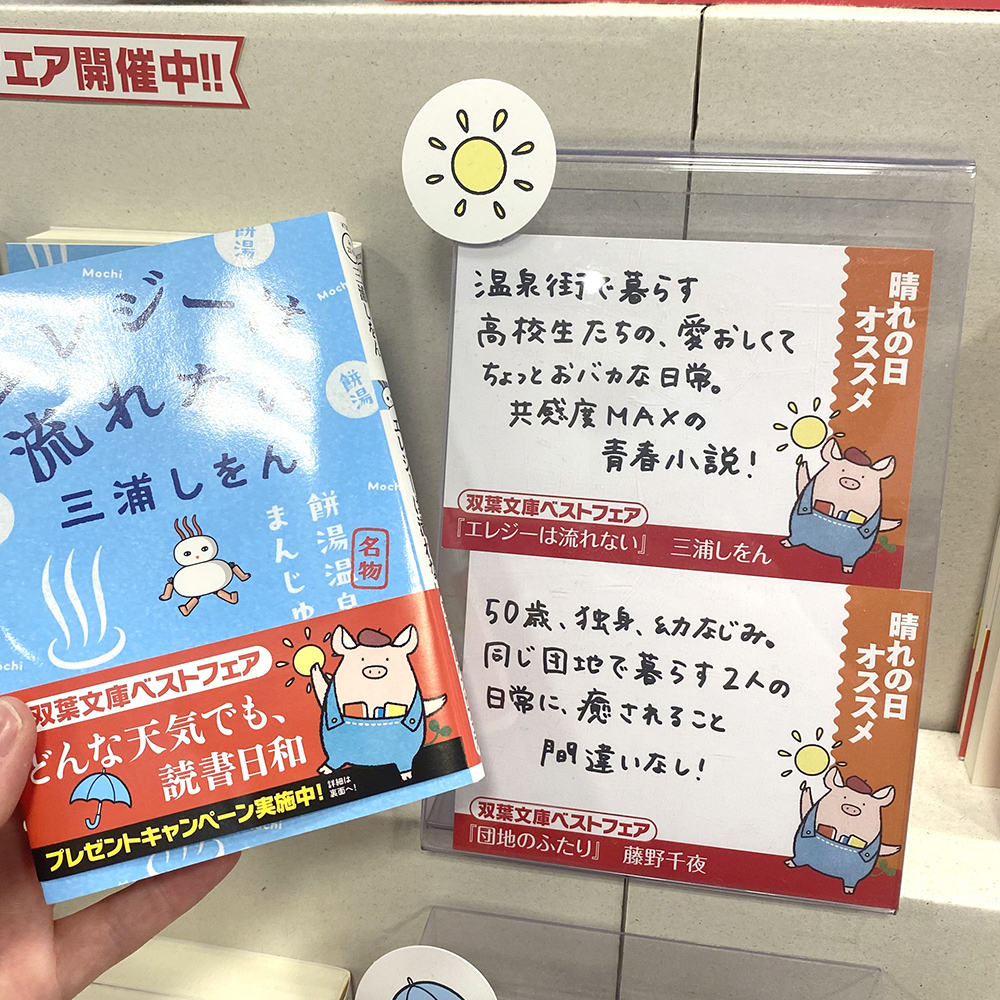 ェア開催中!!
晴れの日
オススメ
温泉街で暮らす
高校生たちの、愛おしくて
ちょっとおバカな日常。
共感度MAXの
青春小説!
双葉文庫ベストフェア
『エレジーは流れない』 三浦しをん
晴れの日
オススメ
50歳、独身、幼なじみ。
同じ団地で暮らす2人の
日常に、癒されること
間違いなし!
双葉文庫ベストフェア
『団地のふたり』 藤野千夜
餅湯
Mochi
Mochi
レジーは
流れない
餅湯
三浦しをん
Mochi
餅湯温泉
まんじゅ
名物
ochi
双葉文庫ベストフェア
どんな天気でも、
読書日和
プレゼントキャンペーン実施中!
詳細は
裏面へ!
Mochi